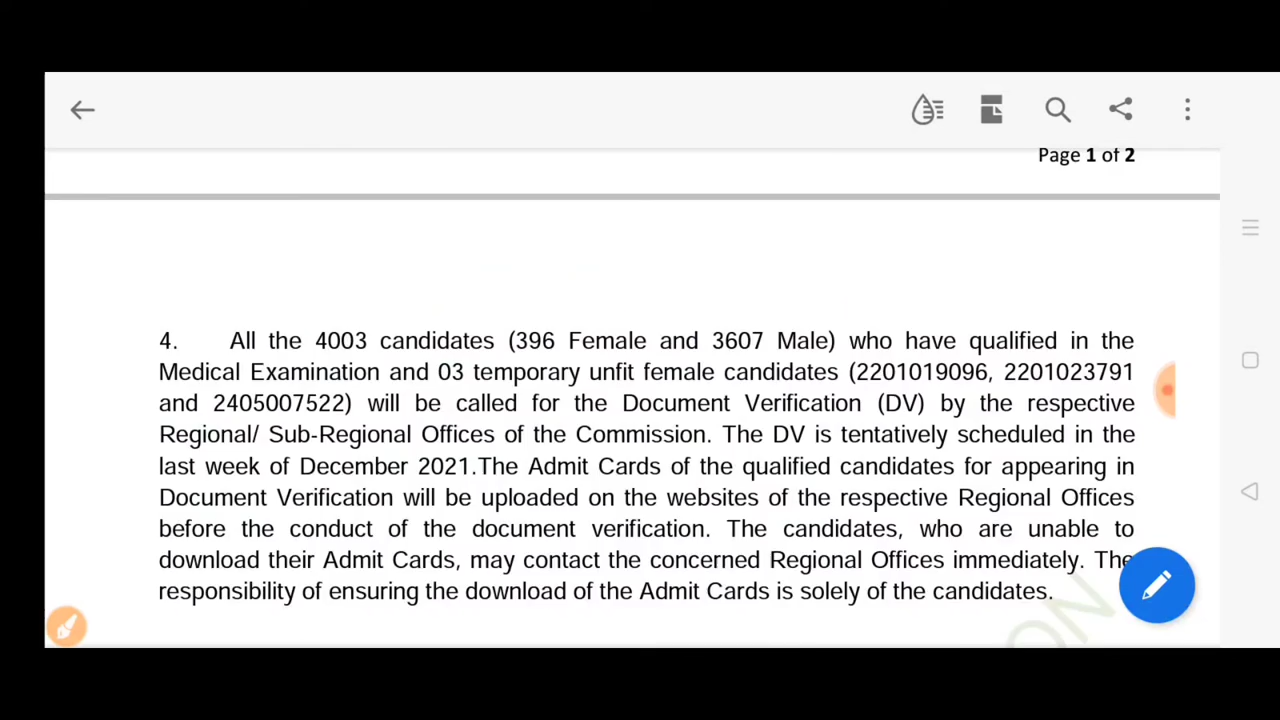 Page 1 of 2
4. All the 4003 candidates (396 Female and 3607 Male) who have qualified in the
Medical Examination and 03 temporary unfit female candidates (2201019096, 2201023791
and 2405007522) will be called for the Document Verification (DV) by the respective
Regional/ Sub-Regional Offices of the Commission. The DV is tentatively scheduled in the
last week of December 2021.The Admit Cards of the qualified candidates for appearing in
Document Verification will be uploaded on the websites of the respective Regional Offices
before the conduct of the document verification. The candidates, who are unable to
download their Admit Cards, may contact the concerned Regional Offices immediately. The
responsibility of ensuring the download of the Admit Cards is solely of the candidates.
ON